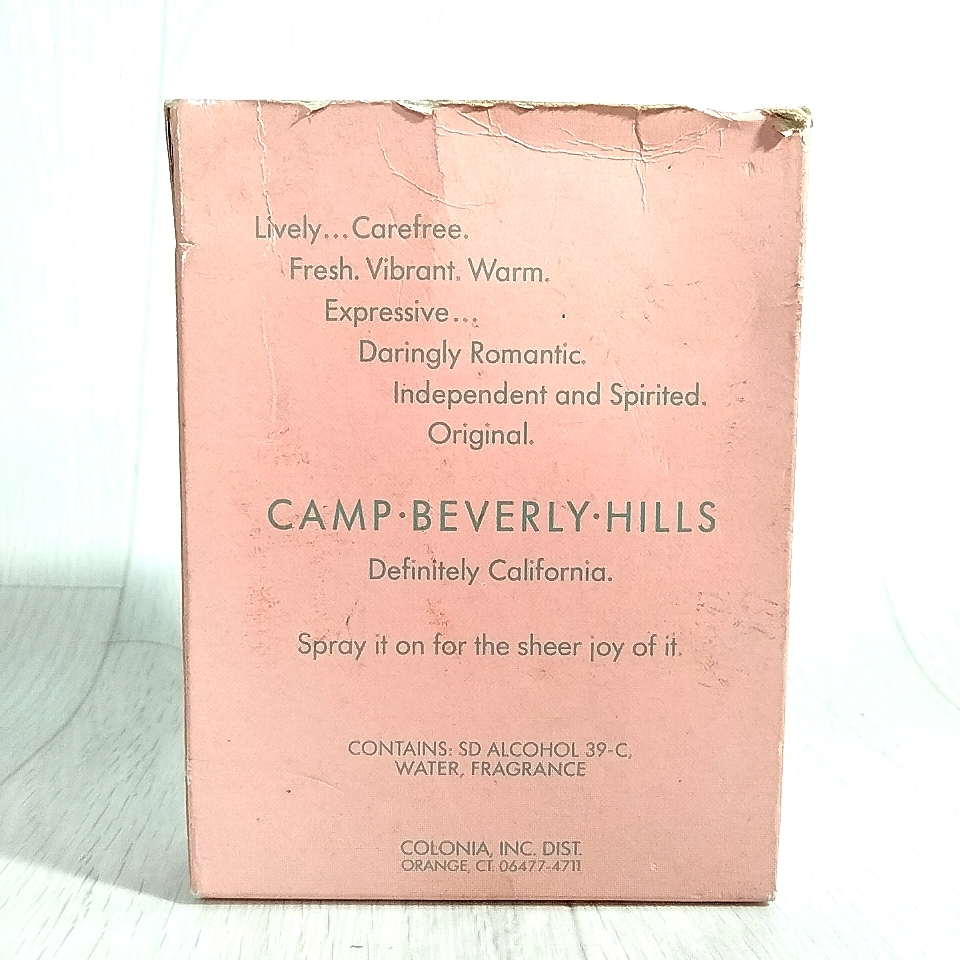 Lively...Carefree.
Fresh. Vibrant. Warm.
Expressive...
Daringly Romantic.
Independent and Spirited.
Original.
CAMP·BEVERLY·HILLS
Definitely California.
Spray it on for the sheer joy of it.
CONTAINS: SD ALCOHOL 39-C,
WATER, FRAGRANCE
COLONIA, INC. DIST.
ORANGE, CT. 06477-4711